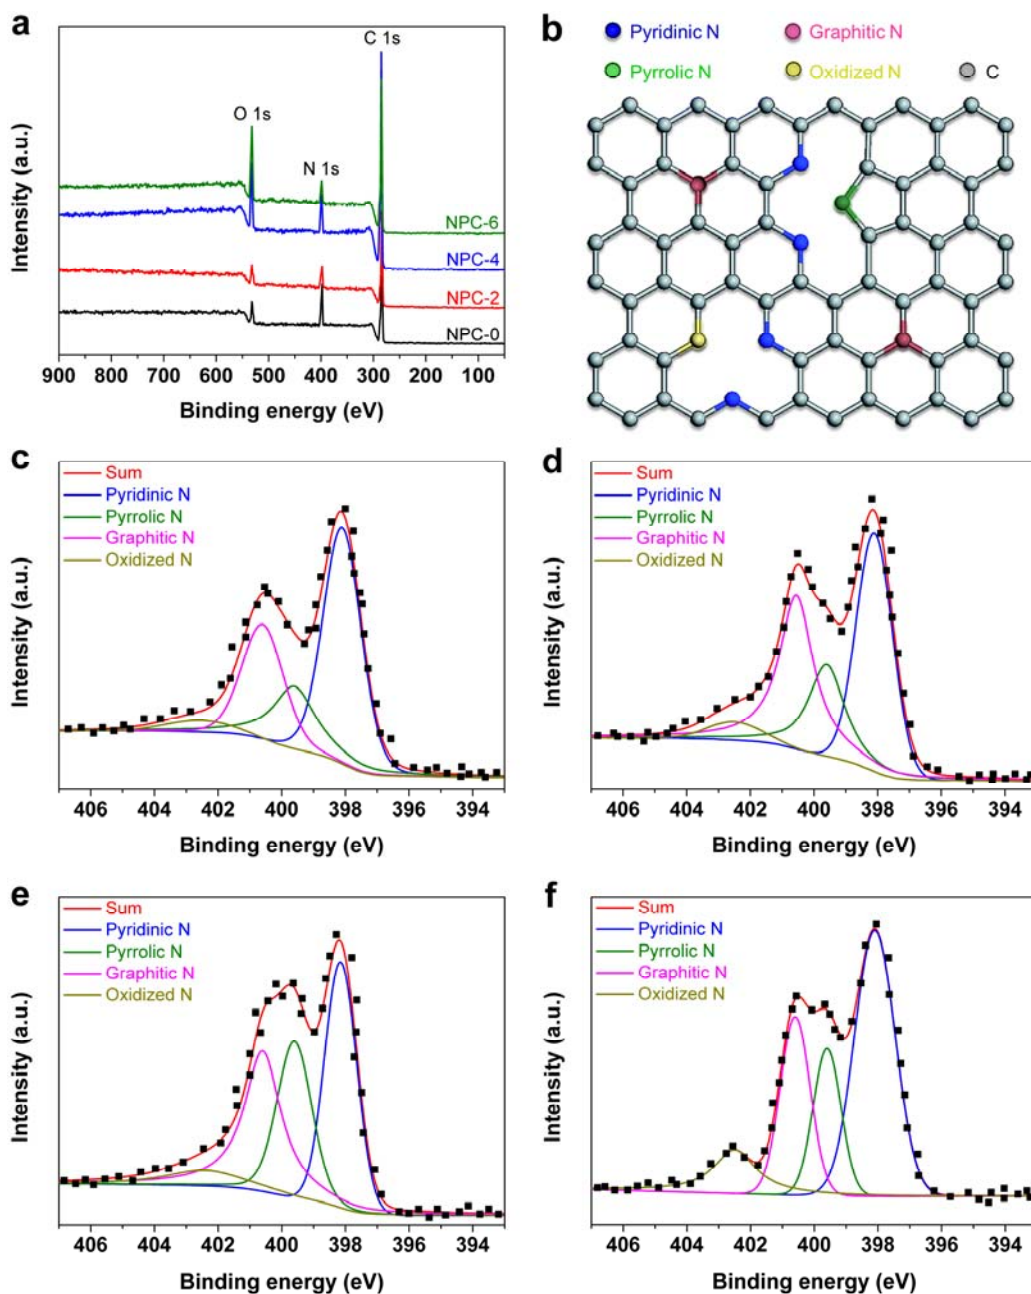 a
C 1s
O 1s
N 1s
NPC-6
NPC-4
NPC-2
NPC-0
Intensity (a.u.)
900 800 700 600 500 400 300 200 100
Binding energy (eV)
b
Pyridinic N
Graphitic N
Pyrrolic N
Oxidized N
C
c
Sum
Pyridinic N
Pyrrolic N
Graphitic N
Oxidized N
Intensity (a.u.)
406 404 402 400 398 396 394
Binding energy (eV)
d
Sum
Pyridinic N
Pyrrolic N
Graphitic N
Oxidized N
Intensity (a.u.)
406 404 402 400 398 396 394
Binding energy (eV)
e
Sum
Pyridinic N
Pyrrolic N
Graphitic N
Oxidized N
Intensity (a.u.)
406 404 402 400 398 396 394
Binding energy (eV)
f
Sum
Pyridinic N
Pyrrolic N
Graphitic N
Oxidized N
Intensity (a.u.)
406 404 402 400 398 396 394
Binding energy (eV)